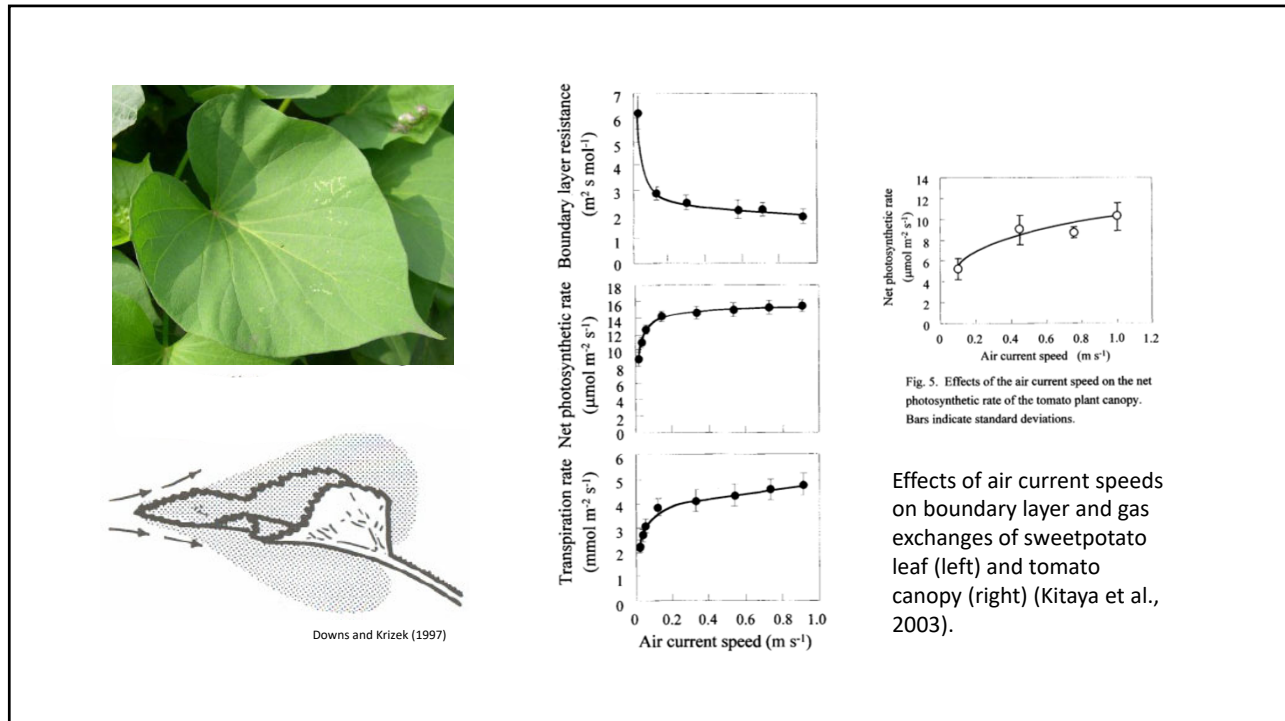 Downs and Krizek (1997)
Boundary layer resistance
(m² s mol⁻¹)
7
6
5
4
3
2
1
0
Net photosynthetic rate
(μmol m⁻² s⁻¹)
18
16
14
12
10
8
6
4
2
0
Transpiration rate
(mmol m⁻² s⁻¹)
6
5
4
3
2
1
0
0 0.2 0.4 0.6 0.8 1.0
Air current speed (m s⁻¹)
Net photosynthetic rate
(μmol m⁻² s⁻¹)
14
12
10
8
6
4
2
0
0 0.2 0.4 0.6 0.8 1.0 1.2
Air current speed (m s⁻¹)
Fig. 5. Effects of the air current speed on the net
photosynthetic rate of the tomato plant canopy.
Bars indicate standard deviations.
Effects of air current speeds
on boundary layer and gas
exchanges of sweetpotato
leaf (left) and tomato
canopy (right) (Kitaya et al.,
2003).